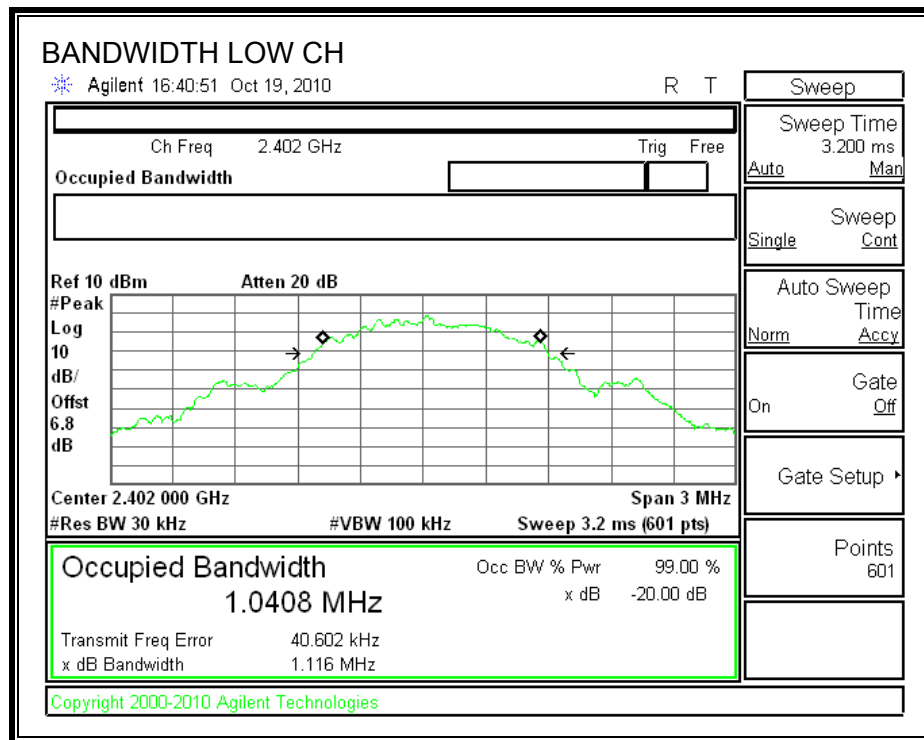 BANDWIDTH LOW CH
Agilent 16:40:51 Oct 19, 2010 R T
Ch Freq 2.402 GHz Trig Free
Occupied Bandwidth
Ref 10 dBm Atten 20 dB
#Peak
Log
10
dB/
Offst
6.8
dB
Center 2.402 000 GHz Span 3 MHz
#Res BW 30 kHz #VBW 100 kHz Sweep 3.2 ms (601 pts)
Occupied Bandwidth
1.0408 MHz
Occ BW % Pwr 99.00 %
x dB -20.00 dB
Transmit Freq Error 40.602 kHz
x dB Bandwidth 1.116 MHz
Copyright 2000-2010 Agilent Technologies
Sweep
Sweep Time
3.200 ms
Auto Man
Sweep
Single Cont
Auto Sweep
Time
Norm Accy
Gate
On Off
Gate Setup
Points
601